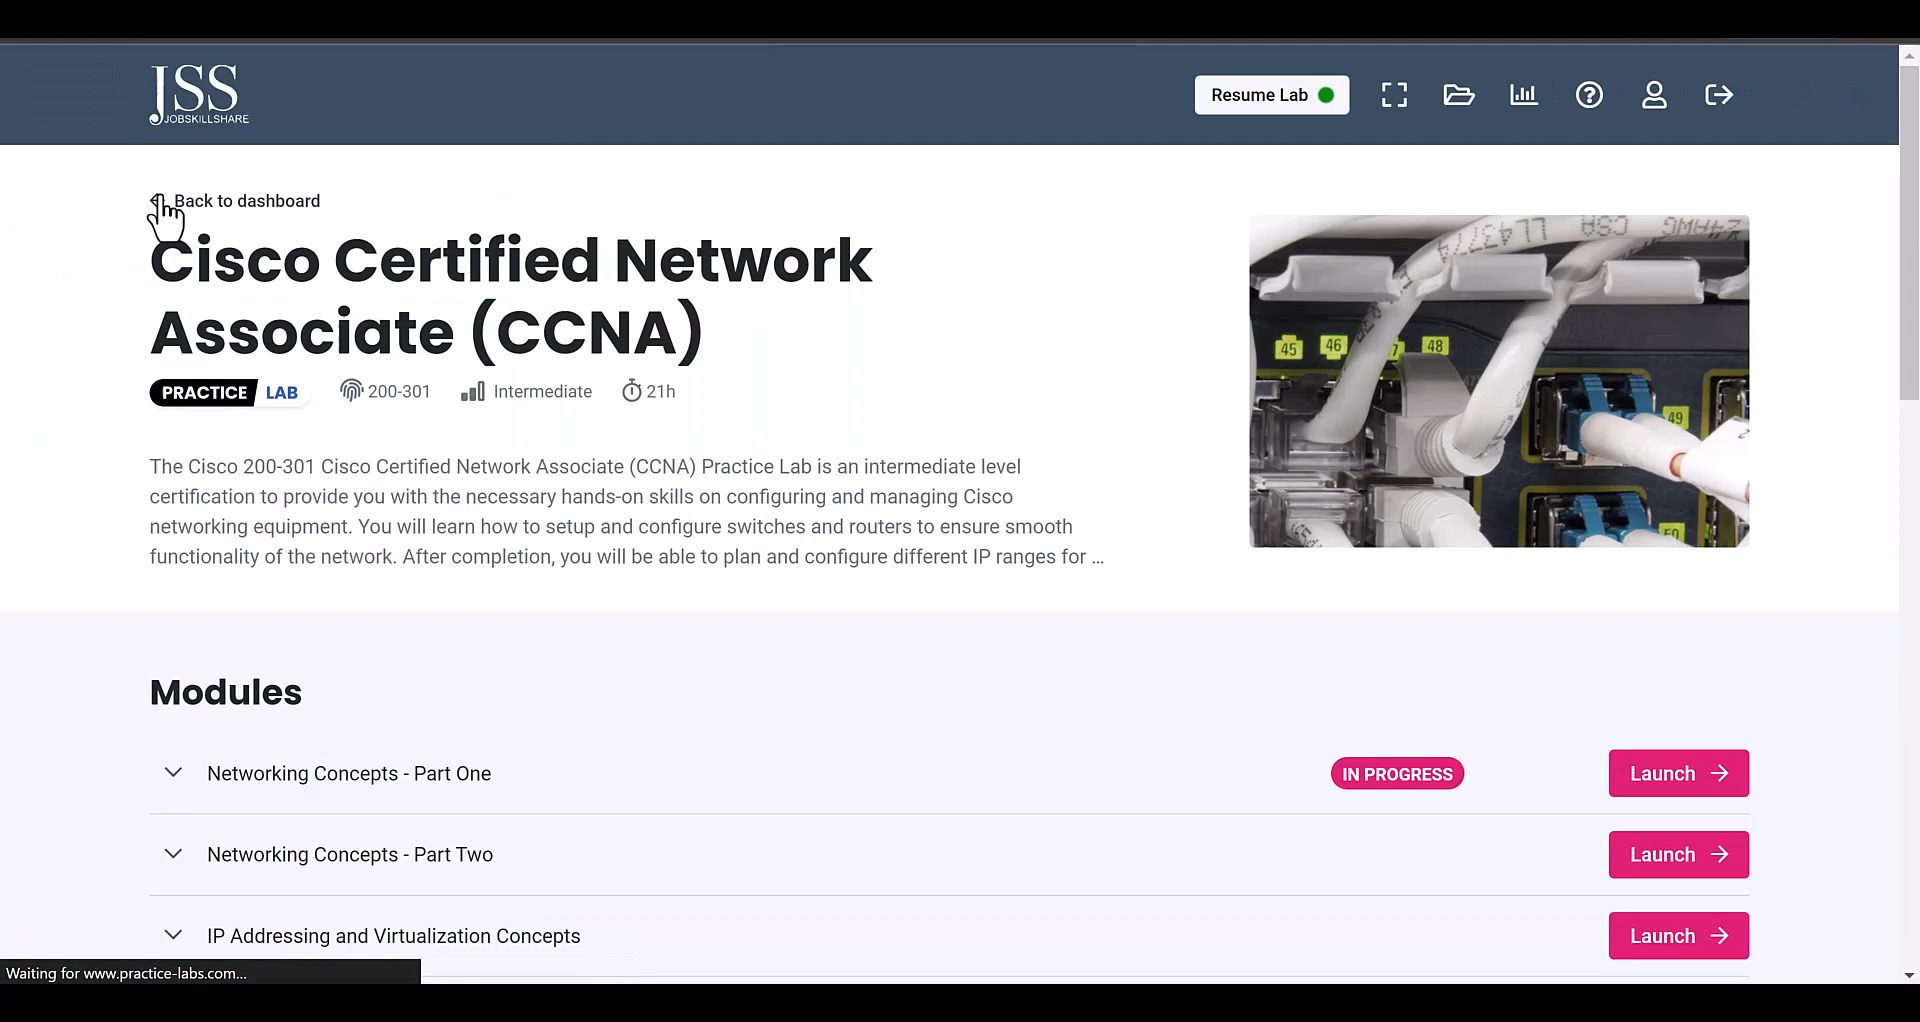 JSS
JOBSKILLSHARE
Resume Lab
Back to dashboard
Cisco Certified Network
Associate (CCNA)
PRACTICE LAB
200-301
Intermediate
21h
The Cisco 200-301 Cisco Certified Network Associate (CCNA) Practice Lab is an intermediate level
certification to provide you with the necessary hands-on skills on configuring and managing Cisco
networking equipment. You will learn how to setup and configure switches and routers to ensure smooth
functionality of the network. After completion, you will be able to plan and configure different IP ranges for ...
45
46
48
49
50
Modules
Networking Concepts - Part One
IN PROGRESS
Launch
Networking Concepts - Part Two
Launch
IP Addressing and Virtualization Concepts
Launch
Waiting for www.practice-labs.com...